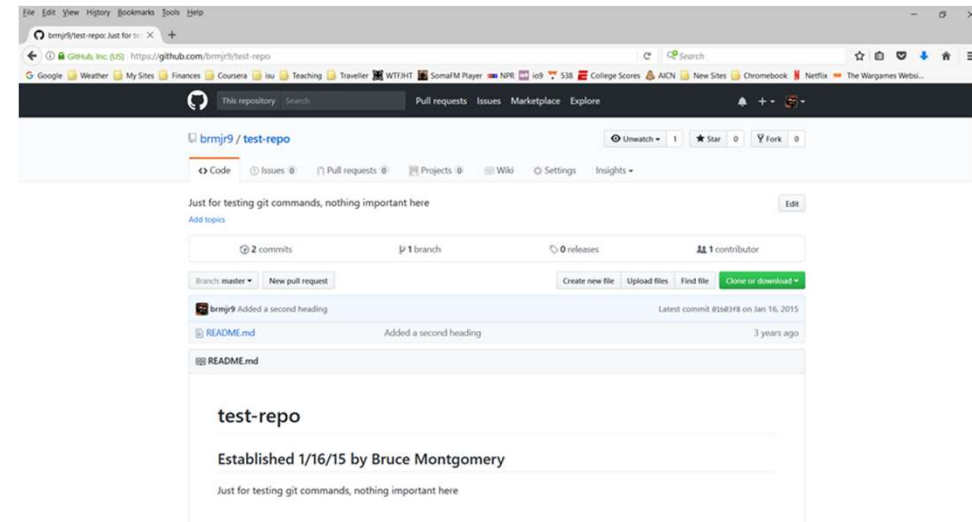 File Edit View History Bookmarks Tools Help
brmjr9/test-repo: Just for te
GitHub, Inc. (US) https://github.com/brmjr9/test-repo Search
Google Weather My Sites Finances Coursera isu Teaching Traveller WTF/HT SomaFM Player NPR io9 538 College Scores AICN New Sites Chromebook Netflix The Wargames Websi...
This repository Search Pull requests Issues Marketplace Explore
brmjr9 / test-repo Unwatch 1 Star 0 Fork 0
Code Issues 0 Pull requests 0 Projects 0 Wiki Settings Insights
Just for testing git commands, nothing important here Edit
Add topics
2 commits 1 branch 0 releases 1 contributor
Branch: master New pull request Create new file Upload files Find file Clone or download
brmjr9 Added a second heading Latest commit 01b03f8 on Jan 16, 2015
README.md Added a second heading 3 years ago
README.md
test-repo
Established 1/16/15 by Bruce Montgomery
Just for testing git commands, nothing important here